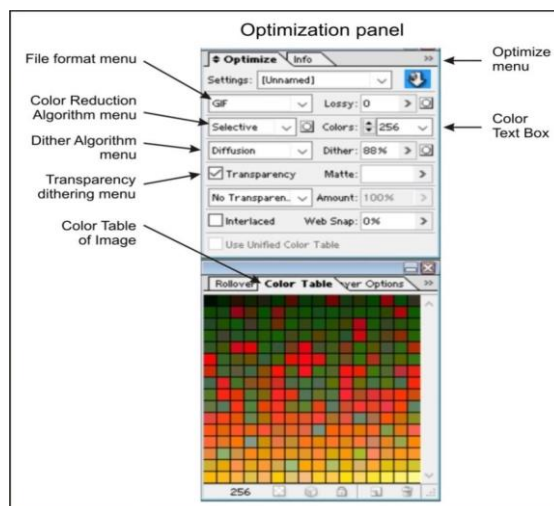 Optimization panel
File format menu
Color Reduction
Algorithm menu
Dither Algorithm
menu
Transparency
dithering menu
Color Table
of Image
Optimize
menu
Color
Text Box
Optimize Info
Settings: [Unnamed]
GIF Lossy: 0
Selective Colors: 256
Diffusion Dither: 88%
Transparency Matte:
No Transparen.. Amount: 100%
Interlaced Web Snap: 0%
Use Unified Color Table
Rollover Color Table yer Options
256